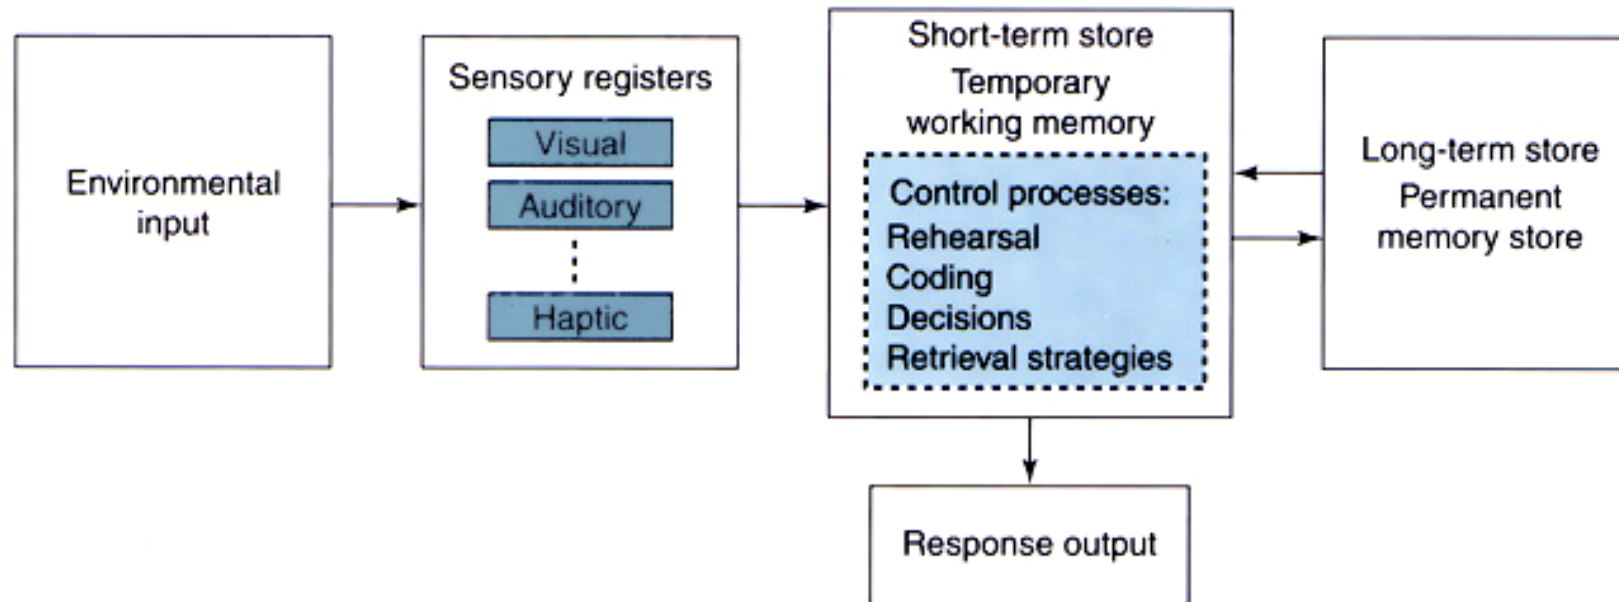 Environmental
input
Sensory registers
Visual
Auditory
Haptic
Short-term store
Temporary
working memory
Control processes:
Rehearsal
Coding
Decisions
Retrieval strategies
Long-term store
Permanent
memory store
Response output